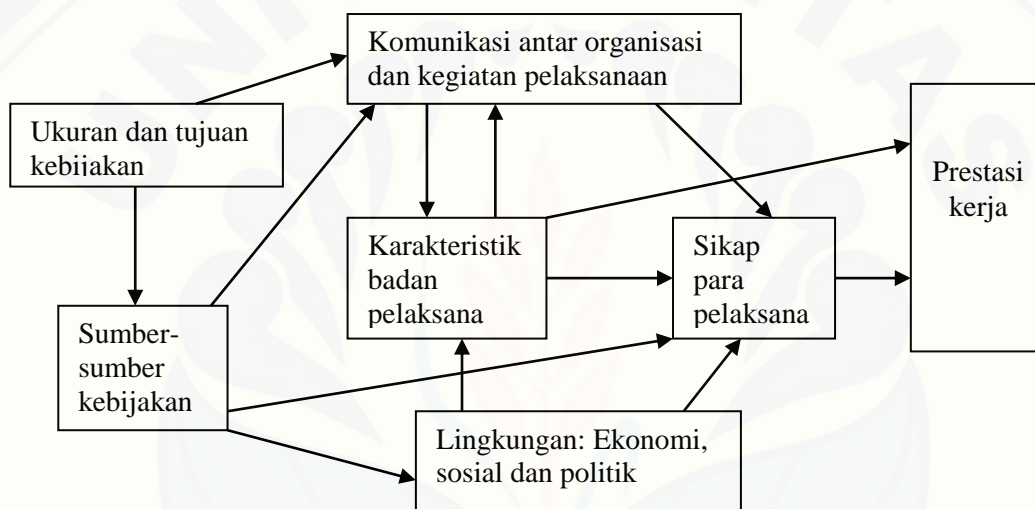 Komunikasi antar organisasi
dan kegiatan pelaksanaan
Ukuran dan tujuan
kebijakan
Prestasi
kerja
Karakteristik
badan
pelaksana
Sikap
para
pelaksana
Sumber-
sumber
kebijakan
Lingkungan: Ekonomi,
sosial dan politik